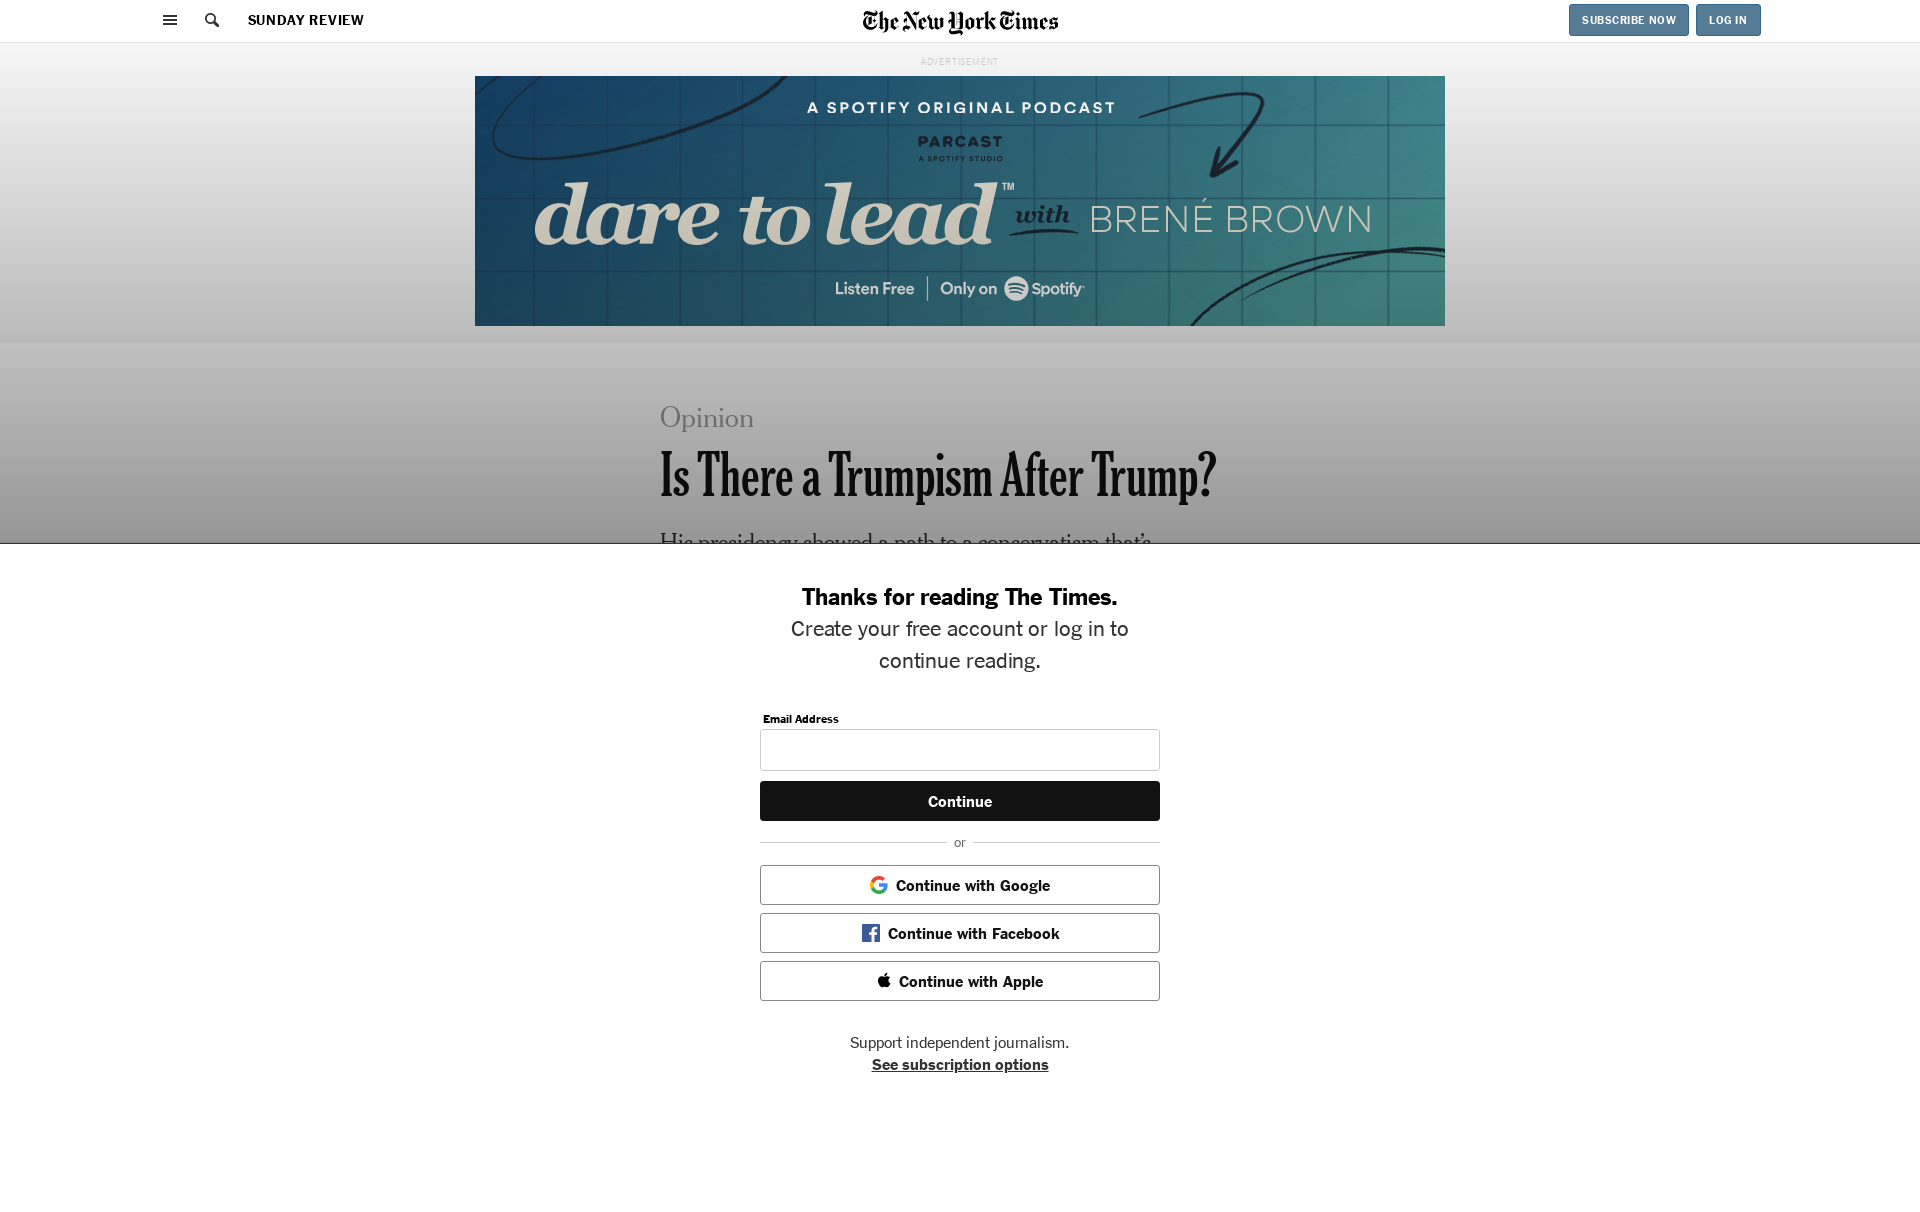 SUNDAY REVIEW
The New York Times
SUBSCRIBE NOW
LOG IN
ADVERTISEMENT
A SPOTIFY ORIGINAL PODCAST
PARCAST
A SPOTIFY STUDIO
dare to lead™ with BRENÉ BROWN
Listen Free | Only on Spotify
Opinion
Is There a Trumpism After Trump?
His presidency showed a path to a conservatism that's
Thanks for reading The Times.
Create your free account or log in to
continue reading.
Email Address
Continue
or
Continue with Google
Continue with Facebook
Continue with Apple
Support independent journalism.
See subscription options